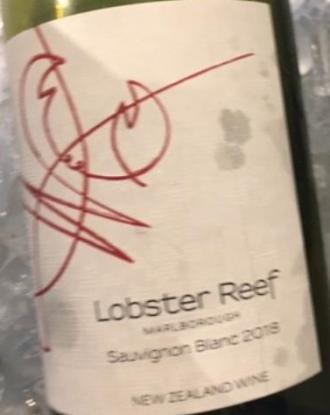 Lobster Reef
MARLBOROUGH
Sauvignon Blanc 2018
NEW ZEALAND WINE